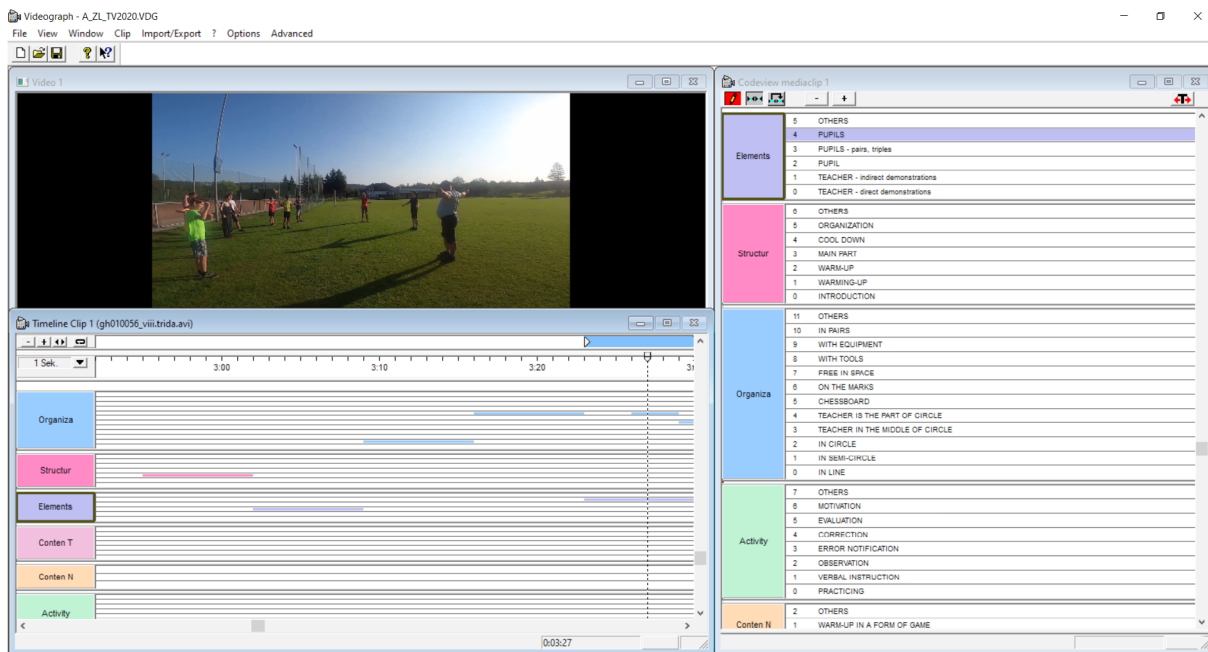 Videograph - A_ZL_TV2020.VDG
File View Window Clip Import/Export ? Options Advanced
Video 1
Timeline Clip 1 (gh010056_viii.trida.avi)
1 Sek.
3:00 3:10 3:20
Organiza
Structur
Elements
Conten T
Conten N
Activity
0:03:27
Codeview mediaclip 1
Elements
5 OTHERS
4 PUPILS
3 PUPILS - pairs, triples
2 PUPIL
1 TEACHER - indirect demonstrations
0 TEACHER - direct demonstrations
Structur
6 OTHERS
5 ORGANIZATION
4 COOL DOWN
3 MAIN PART
2 WARM-UP
1 WARMING-UP
0 INTRODUCTION
Organiza
11 OTHERS
10 IN PAIRS
9 WITH EQUIPMENT
8 WITH TOOLS
7 FREE IN SPACE
6 ON THE MARKS
5 CHESSBOARD
4 TEACHER IS THE PART OF CIRCLE
3 TEACHER IN THE MIDDLE OF CIRCLE
2 IN CIRCLE
1 IN SEMI-CIRCLE
0 IN LINE
Activity
7 OTHERS
6 MOTIVATION
5 EVALUATION
4 CORRECTION
3 ERROR NOTIFICATION
2 OBSERVATION
1 VERBAL INSTRUCTION
0 PRACTICING
Conten N
2 OTHERS
1 WARM-UP IN A FORM OF GAME